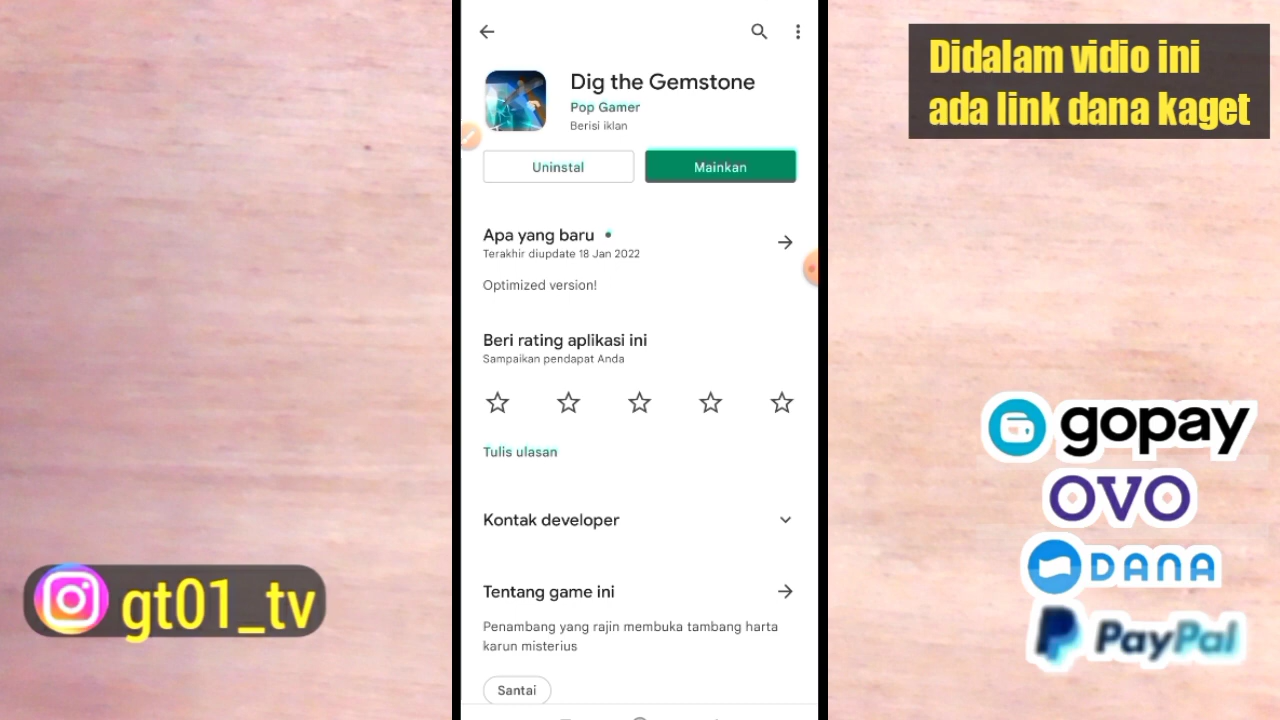 Didalam vidio ini
ada link dana kaget
Dig the Gemstone
Pop Gamer
Berisi iklan
Uninstal
Mainkan
Apa yang baru
Terakhir diupdate 18 Jan 2022
Optimized version!
Beri rating aplikasi ini
Sampaikan pendapat Anda
Tulis ulasan
Kontak developer
Tentang game ini
Penambang yang rajin membuka tambang harta
karun misterius
Santai
gopay
OVO
DANA
PayPal
gt01_tv